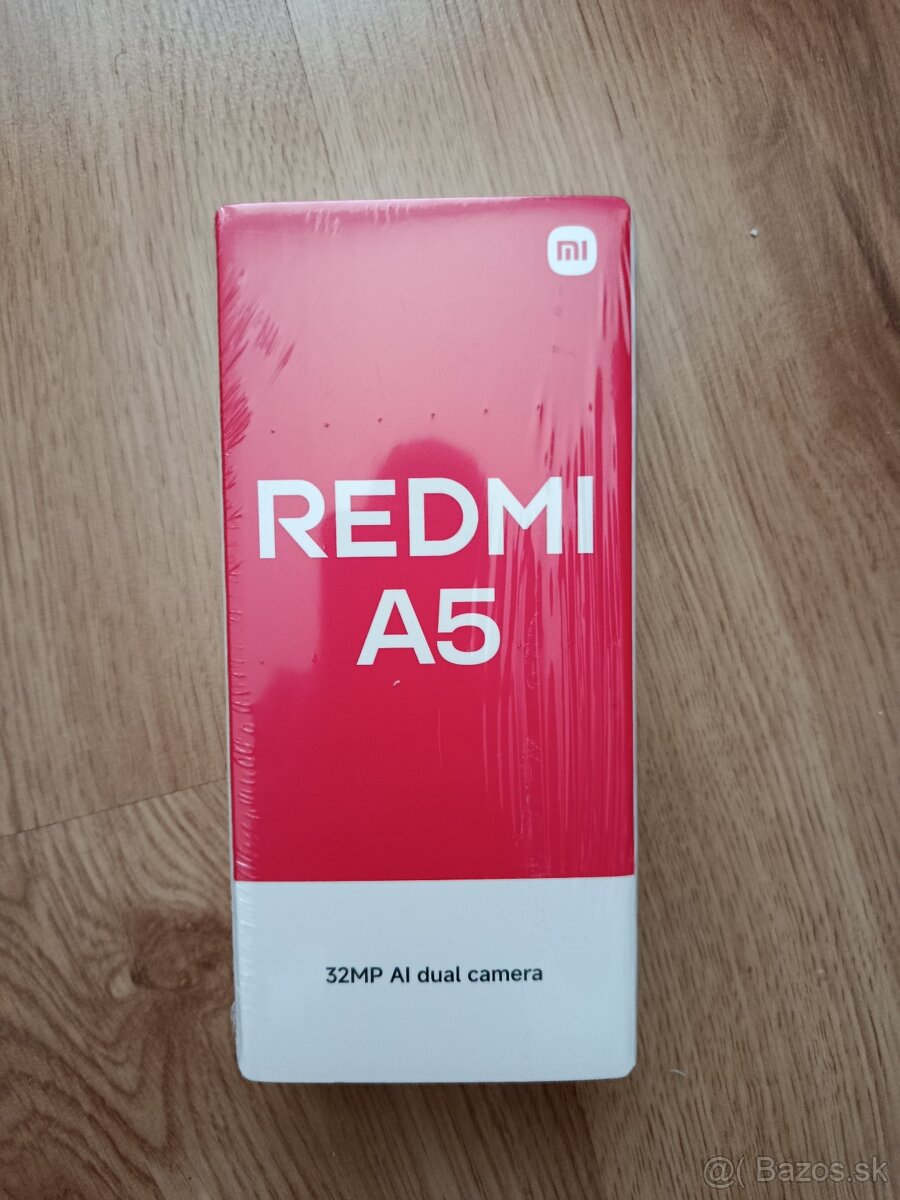 mi
REDMI
A5
32MP AI dual camera
@( Bazos.sk